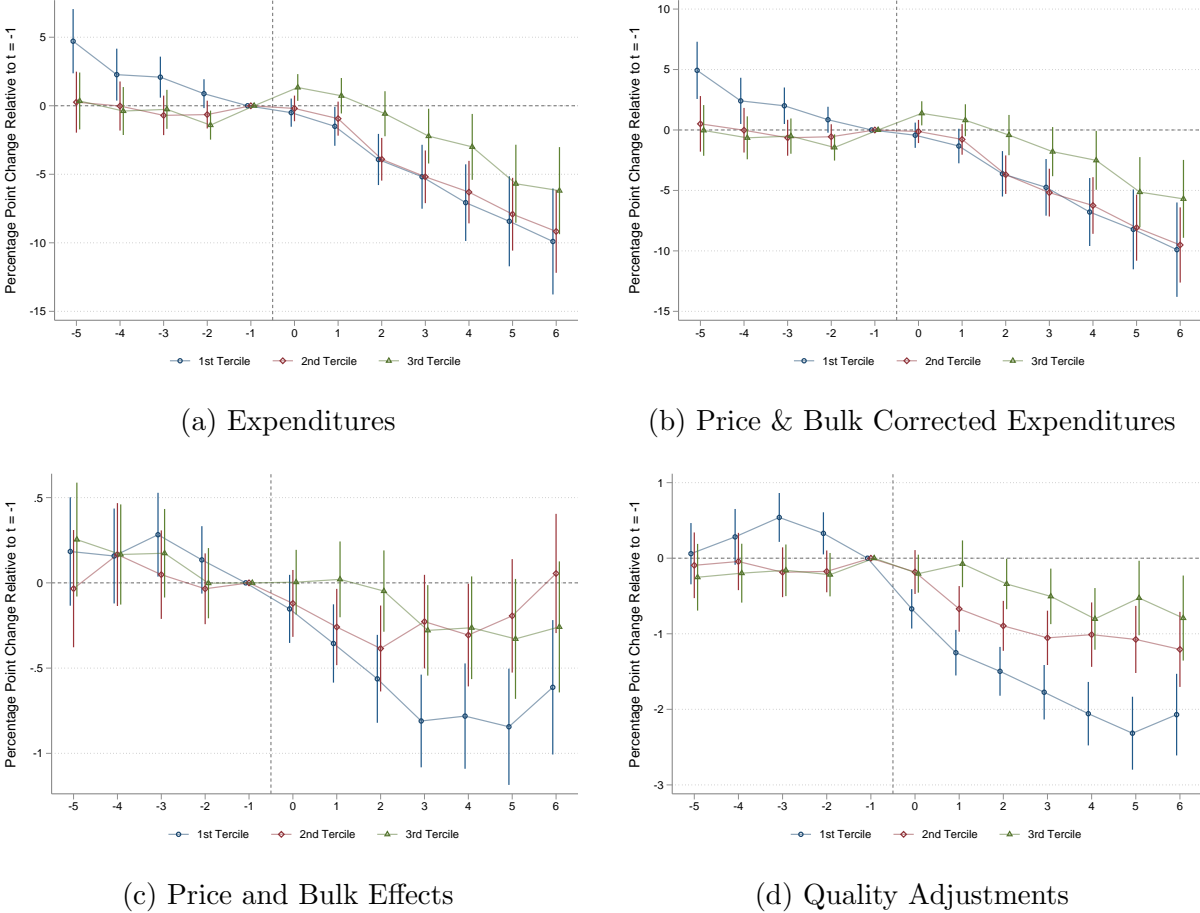 Percentage Point Change Relative to t = -1
5
0
-5
-10
-15
-5 -4 -3 -2 -1 0 1 2 3 4 5 6
1st Tercile 2nd Tercile 3rd Tercile
(a) Expenditures
Percentage Point Change Relative to t = -1
10
5
0
-5
-10
-15
-5 -4 -3 -2 -1 0 1 2 3 4 5 6
1st Tercile 2nd Tercile 3rd Tercile
(b) Price & Bulk Corrected Expenditures
Percentage Point Change Relative to t = -1
.5
0
-.5
-1
-5 -4 -3 -2 -1 0 1 2 3 4 5 6
1st Tercile 2nd Tercile 3rd Tercile
(c) Price and Bulk Effects
Percentage Point Change Relative to t = -1
1
0
-1
-2
-3
-5 -4 -3 -2 -1 0 1 2 3 4 5 6
1st Tercile 2nd Tercile 3rd Tercile
(d) Quality Adjustments